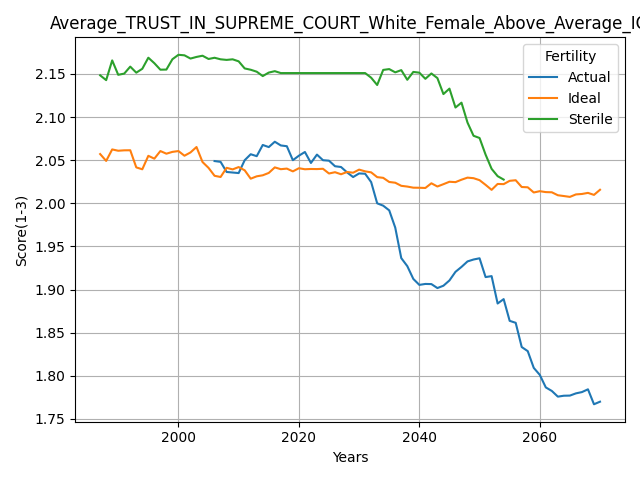 Average_TRUST_IN_SUPREME_COURT_White_Female_Above_Average_IQ
Fertility
Actual
Ideal
Sterile
Score(1-3)
2.15
2.10
2.05
2.00
1.95
1.90
1.85
1.80
1.75
2000 2020 2040 2060
Years